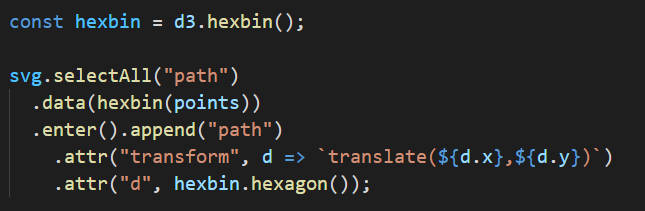 const hexbin = d3.hexbin();

svg.selectAll("path")
  .data(hexbin(points))
  .enter().append("path")
    .attr("transform", d => `translate(${d.x},${d.y})`)
    .attr("d", hexbin.hexagon());